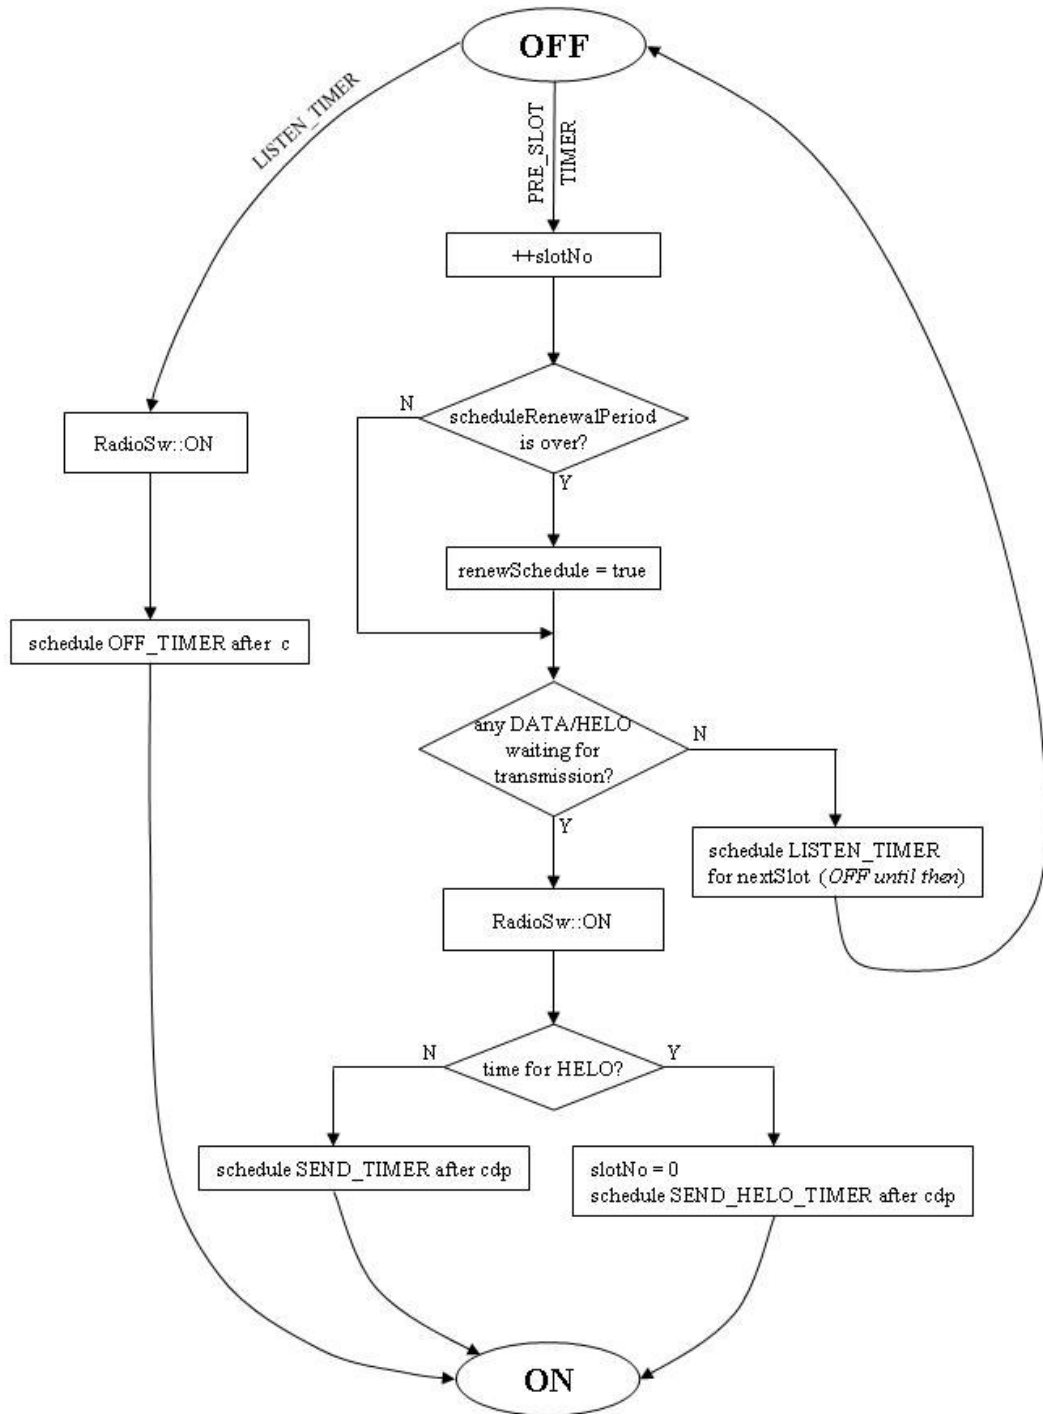 OFF
LISTEN_TIMER
PRE_SLOT
TIMER
++slotNo
N
scheduleRenewalPeriod
is over?
Y
RadioSw::ON
renewSchedule = true
schedule OFF_TIMER after c
any DATA/HELO
waiting for
transmission?
N
Y
schedule LISTEN_TIMER
for nextSlot (OFF until then)
RadioSw::ON
N
time for HELO?
Y
schedule SEND_TIMER after cdp
slotNo = 0
schedule SEND_HELO_TIMER after cdp
ON